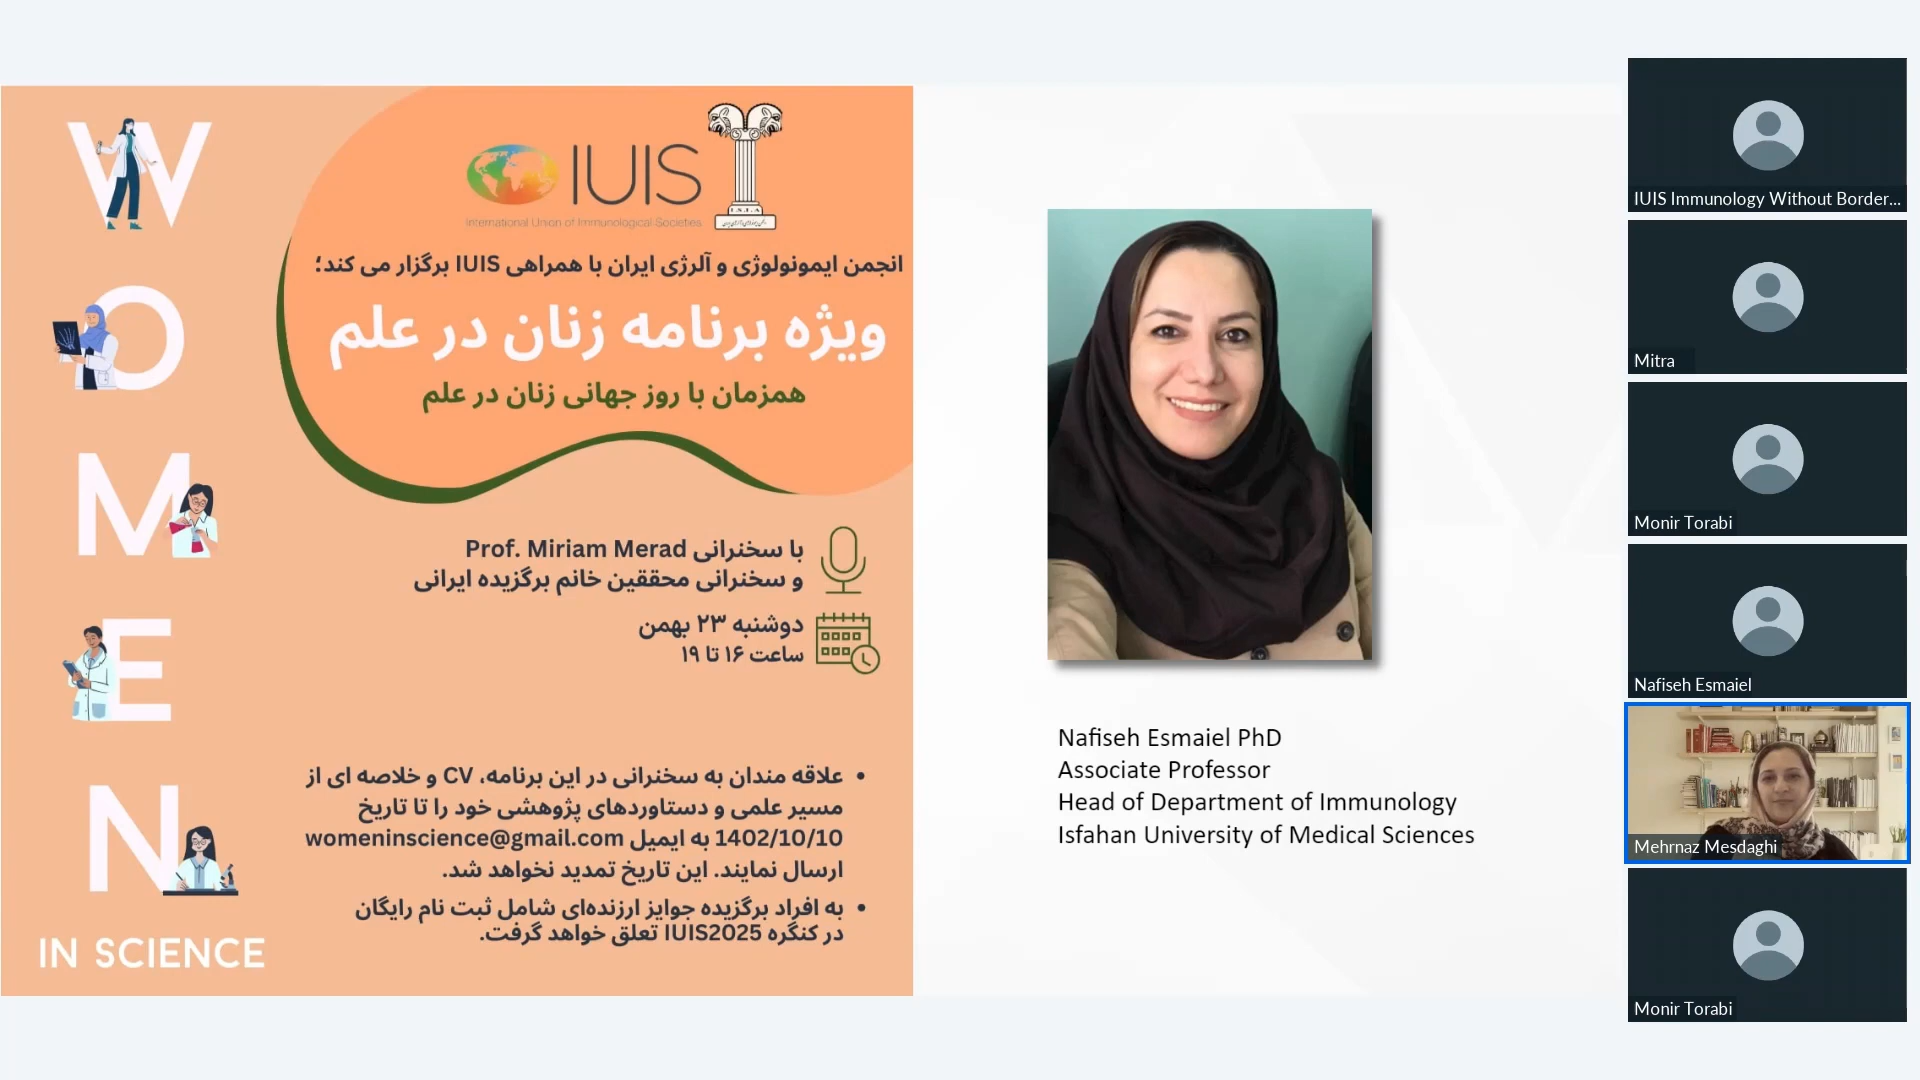 WOMEN
IN SCIENCE
IUIS
International Union of Immunological Societies
I.S.I.A
انجمن ایمونولوژی و آلرژی ایران با همراهی IUIS برگزار می کند؛
ویژه برنامه زنان در علم
همزمان با روز جهانی زنان در علم
با سخنرانی Prof. Miriam Merad
و سخنرانی محققین خانم برگزیده ایرانی
دوشنبه ۲۳ بهمن
ساعت ۱۶ تا ۱۹
• علاقه مندان به سخنرانی در این برنامه، CV و خلاصه ای از
مسیر علمی و دستاوردهای پژوهشی خود را تا تاریخ
1402/10/10 به ایمیل womeninscience@gmail.com
ارسال نمایند. این تاریخ تمدید نخواهد شد.
• به افراد برگزیده جوایز ارزنده‌ای شامل ثبت نام رایگان
در کنگره IUIS2025 تعلق خواهد گرفت.
Nafiseh Esmaiel PhD
Associate Professor
Head of Department of Immunology
Isfahan University of Medical Sciences
IUIS Immunology Without Border...
Mitra
Monir Torabi
Nafiseh Esmaiel
Mehrnaz Mesdaghi
Monir Torabi